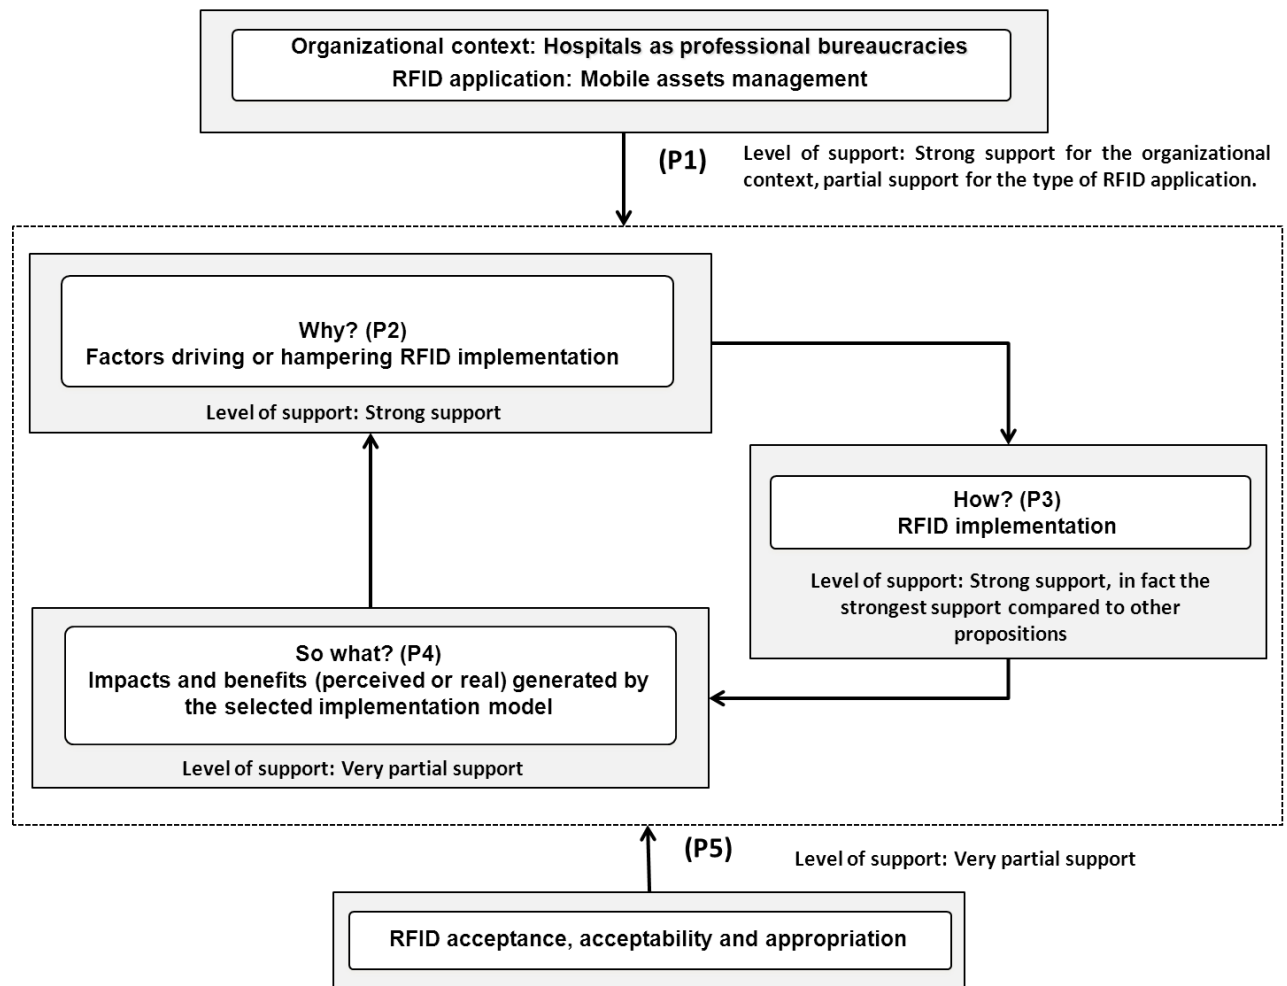 Organizational context: Hospitals as professional bureaucracies
RFID application: Mobile assets management
(P1)
Level of support: Strong support for the organizational
context, partial support for the type of RFID application.
Why? (P2)
Factors driving or hampering RFID implementation
Level of support: Strong support
How? (P3)
RFID implementation
Level of support: Strong support, in fact the
strongest support compared to other
propositions
So what? (P4)
Impacts and benefits (perceived or real) generated by
the selected implementation model
Level of support: Very partial support
(P5)
Level of support: Very partial support
RFID acceptance, acceptability and appropriation